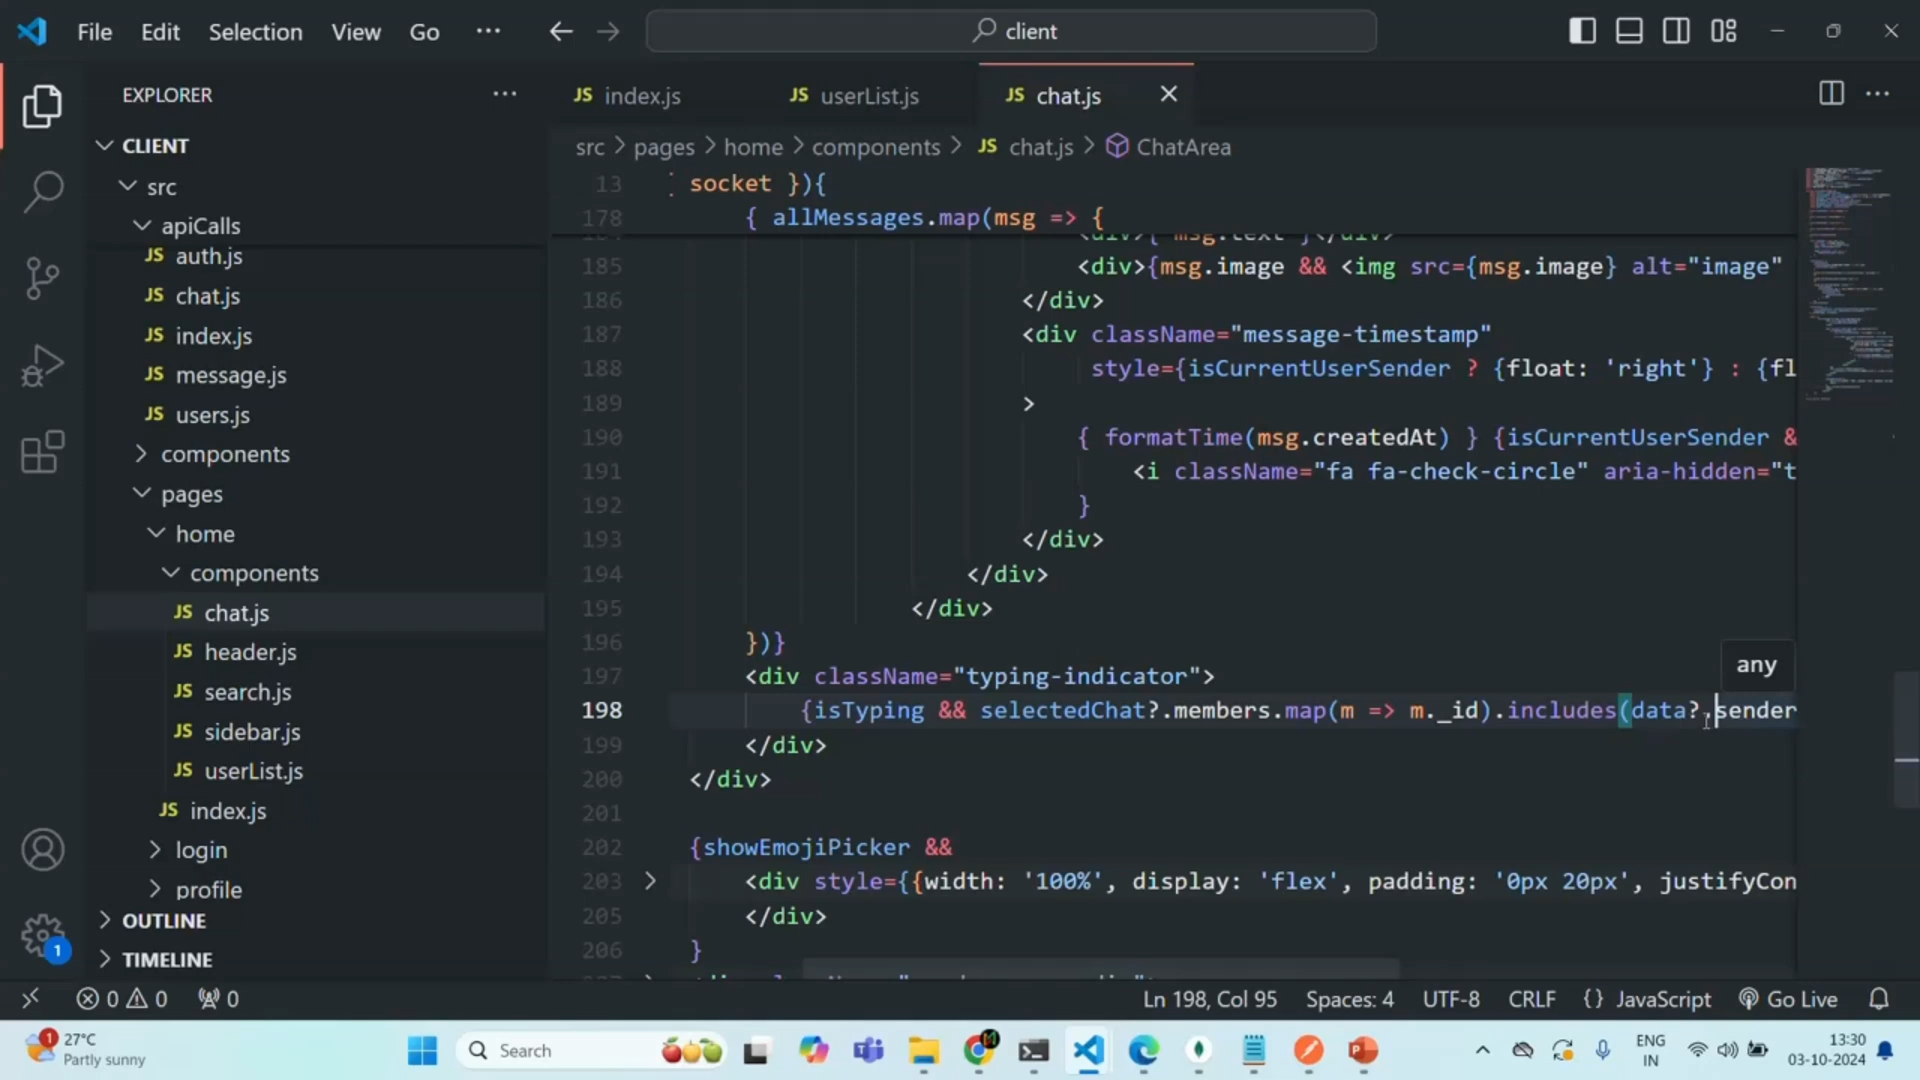 File Edit Selection View Go ··· client
EXPLORER ···
CLIENT
src
apiCalls
JS auth.js
JS chat.js
JS index.js
JS message.js
JS users.js
components
pages
home
components
JS chat.js
JS header.js
JS search.js
JS sidebar.js
JS userList.js
JS index.js
login
profile
OUTLINE
TIMELINE
1
JS index.js JS userList.js JS chat.js
src > pages > home > components > JS chat.js > ChatArea
13 socket }){
178 { allMessages.map(msg => {
<div>{ msg.text }</div>
185 <div>{msg.image && <img src={msg.image} alt="image"
186 </div>
187 <div className="message-timestamp"
188 style={isCurrentUserSender ? {float: 'right'} : {fl
189 >
190 { formatTime(msg.createdAt) } {isCurrentUserSender &
191 <i className="fa fa-check-circle" aria-hidden="t
192 }
193 </div>
194 </div>
195 </div>
196 })}
197 <div className="typing-indicator">
any
198 {isTyping && selectedChat?.members.map(m => m._id).includes(data?.sender
199 </div>
200 </div>
201
202 {showEmojiPicker &&
203 <div style={{width: '100%', display: 'flex', padding: '0px 20px', justifyCon
205 </div>
206 }
0 0 0 Ln 198, Col 95 Spaces: 4 UTF-8 CRLF {} JavaScript Go Live
1 27°C
Partly sunny
Search
ENG
IN
13:30
03-10-2024